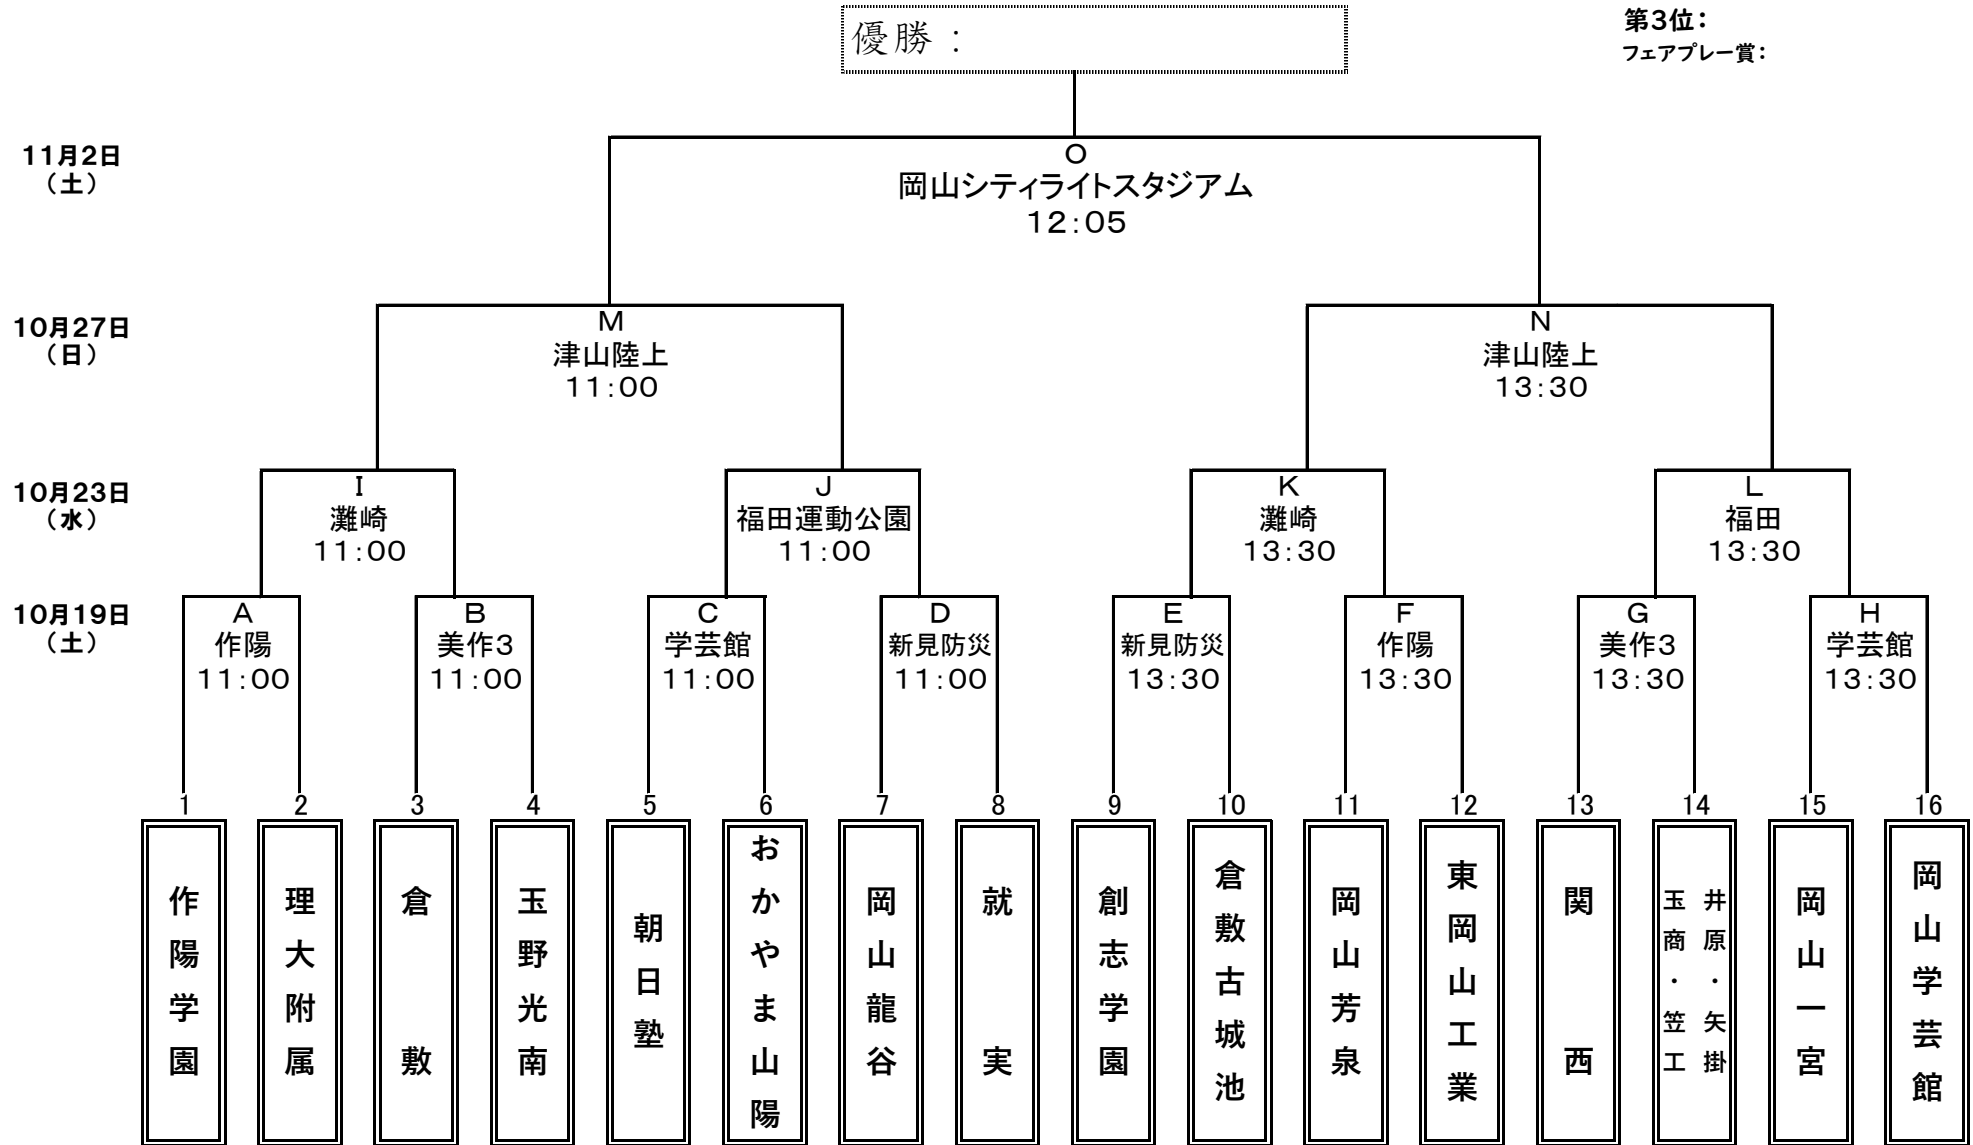 優勝：
第3位：
フェアプレー賞：
11月2日
（土）
O
岡山シティライトスタジアム
12：05
10月27日
（日）
M
津山陸上
11：00
N
津山陸上
13：30
10月23日
（水）
I
灘崎
11：00
J
福田運動公園
11：00
K
灘崎
13：30
L
福田
13：30
10月19日
（土）
A
作陽
11：00
B
美作3
11：00
C
学芸館
11：00
D
新見防災
11：00
E
新見防災
13：30
F
作陽
13：30
G
美作3
13：30
H
学芸館
13：30
1
作陽学園
2
理大附属
3
倉敷
4
玉野光南
5
朝日塾
6
おかやま山陽
7
岡山龍谷
8
就実
9
創志学園
10
倉敷古城池
11
岡山芳泉
12
東岡山工業
13
関西
14
井原・矢掛
玉商・笠工
15
岡山一宮
16
岡山学芸館